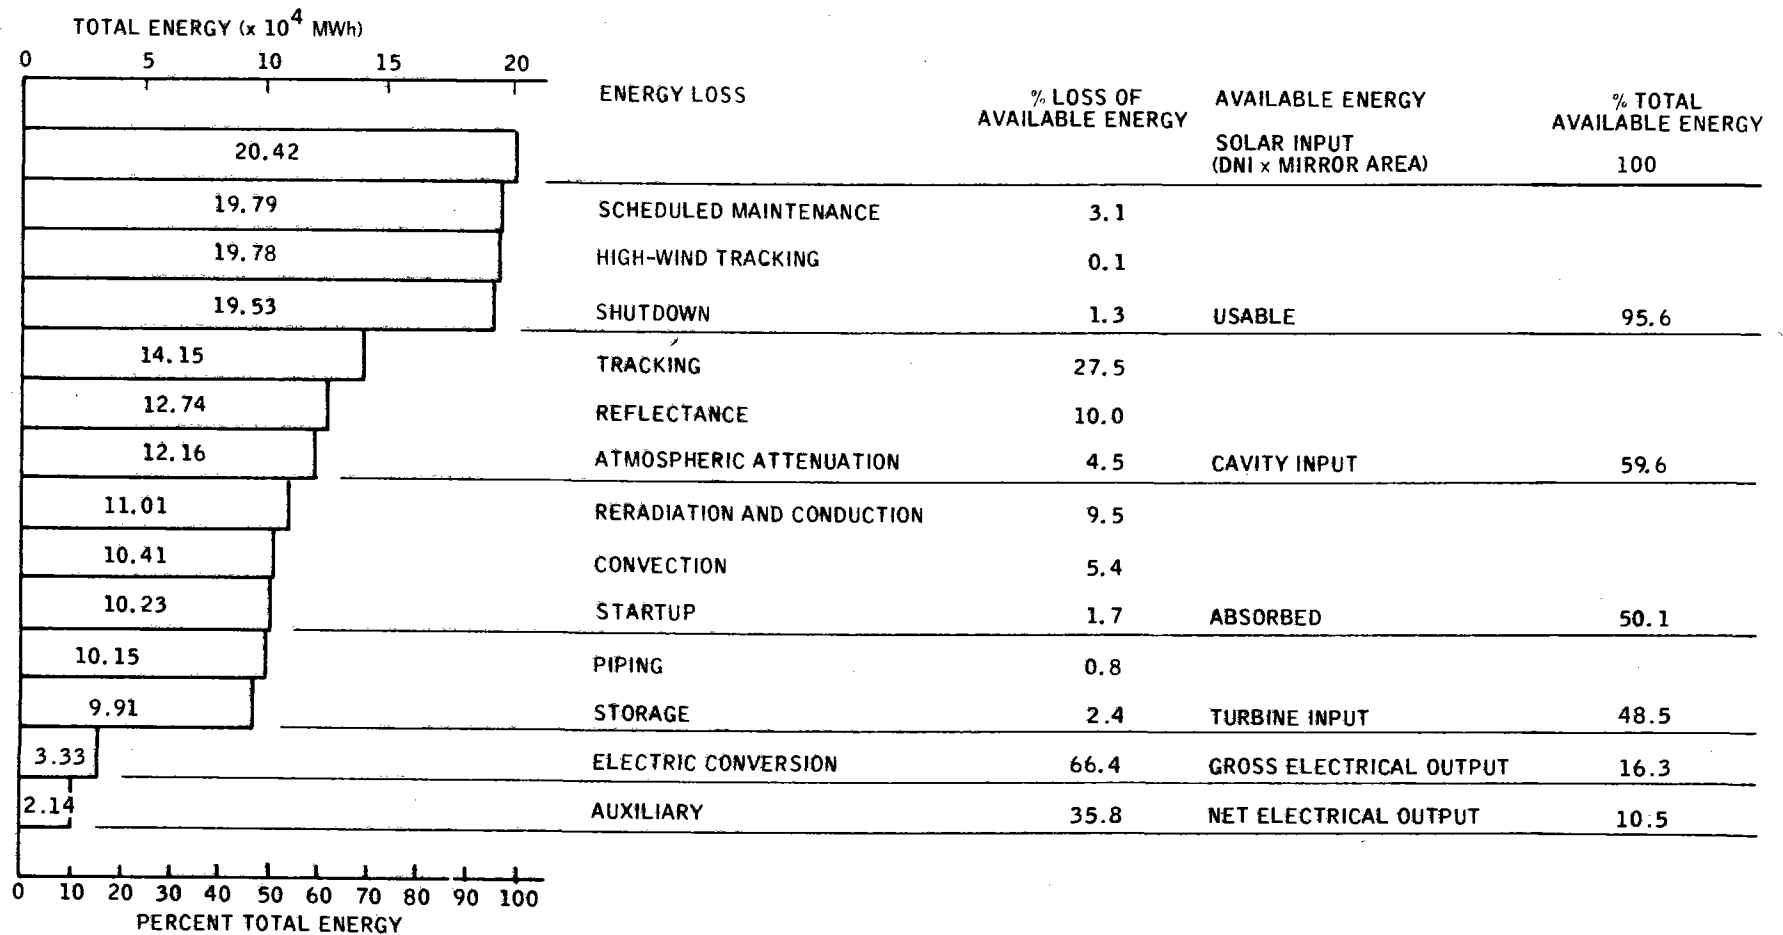 TOTAL ENERGY (x 10⁴ MWh)
0 5 10 15 20
ENERGY LOSS
% LOSS OF
AVAILABLE ENERGY
AVAILABLE ENERGY
% TOTAL
AVAILABLE ENERGY
20.42
SOLAR INPUT
(DNI x MIRROR AREA)
100
19.79 SCHEDULED MAINTENANCE 3.1
19.78 HIGH-WIND TRACKING 0.1
19.53 SHUTDOWN 1.3 USABLE 95.6
14.15 TRACKING 27.5
12.74 REFLECTANCE 10.0
12.16 ATMOSPHERIC ATTENUATION 4.5 CAVITY INPUT 59.6
11.01 RERADIATION AND CONDUCTION 9.5
10.41 CONVECTION 5.4
10.23 STARTUP 1.7 ABSORBED 50.1
10.15 PIPING 0.8
9.91 STORAGE 2.4 TURBINE INPUT 48.5
3.33 ELECTRIC CONVERSION 66.4 GROSS ELECTRICAL OUTPUT 16.3
2.14 AUXILIARY 35.8 NET ELECTRICAL OUTPUT 10.5
0 10 20 30 40 50 60 70 80 90 100
PERCENT TOTAL ENERGY